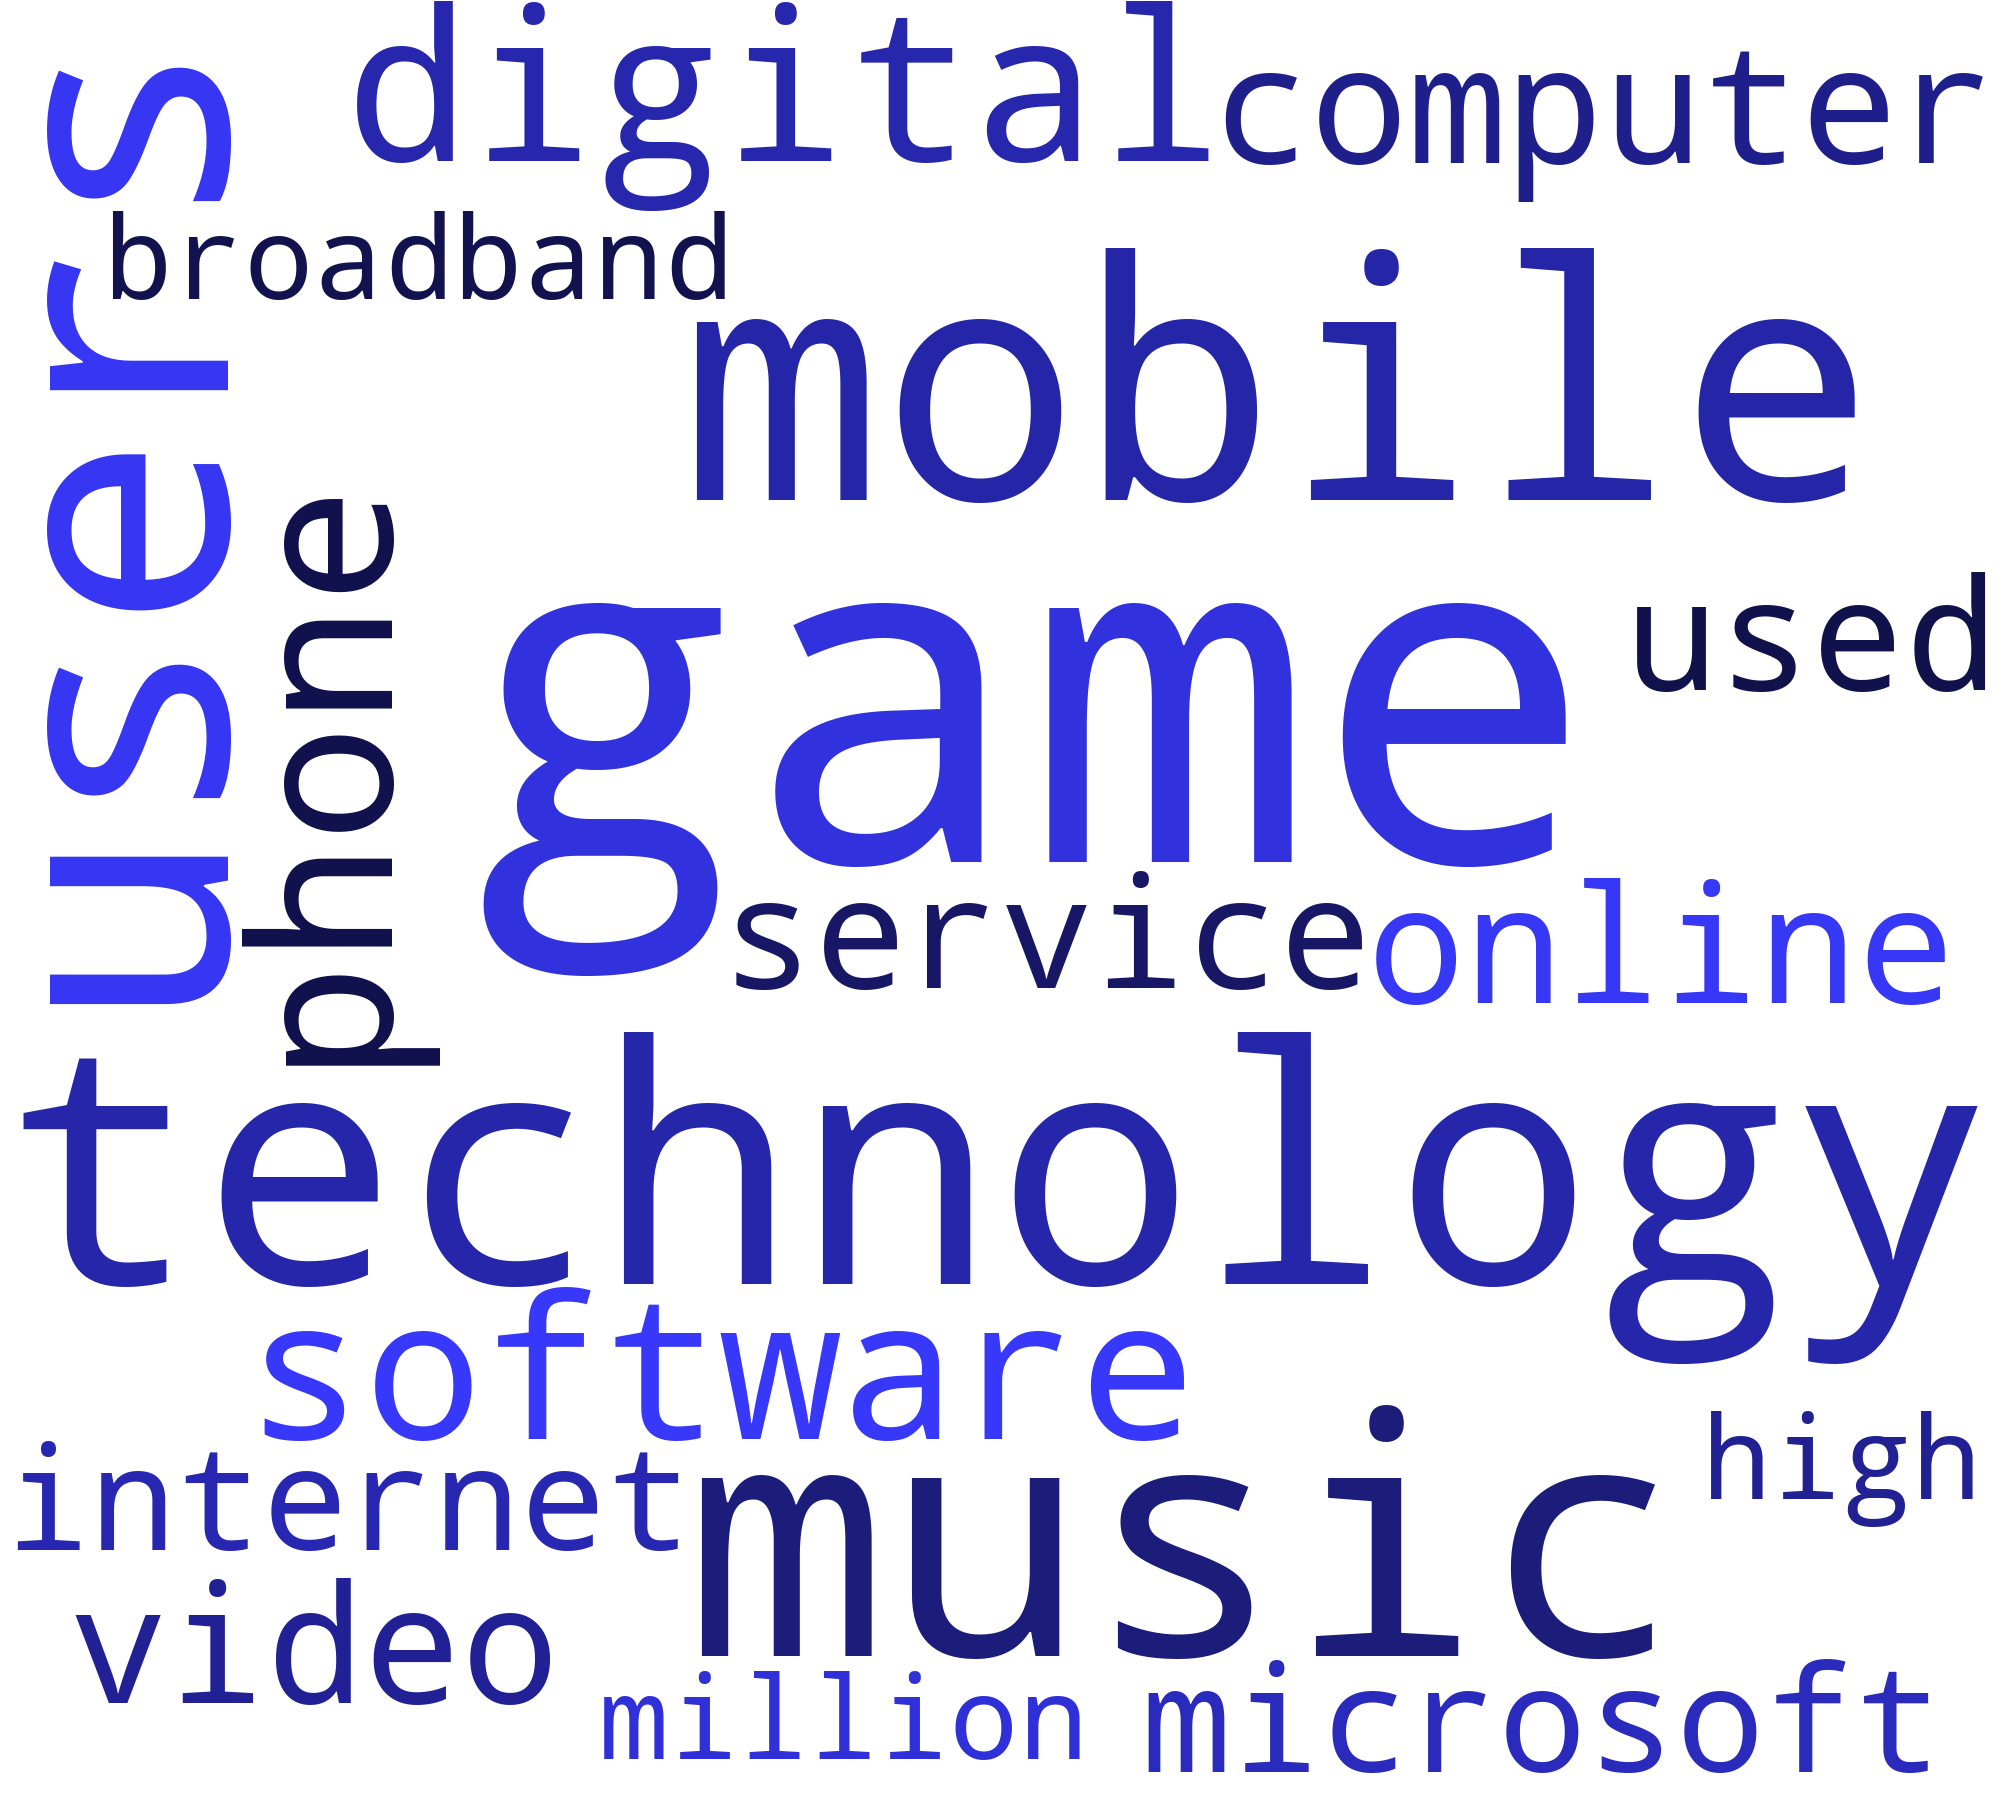 users
digital
computer
broadband
mobile
phone
game
used
service
online
technology
software
internet
music
high
video
million
microsoft